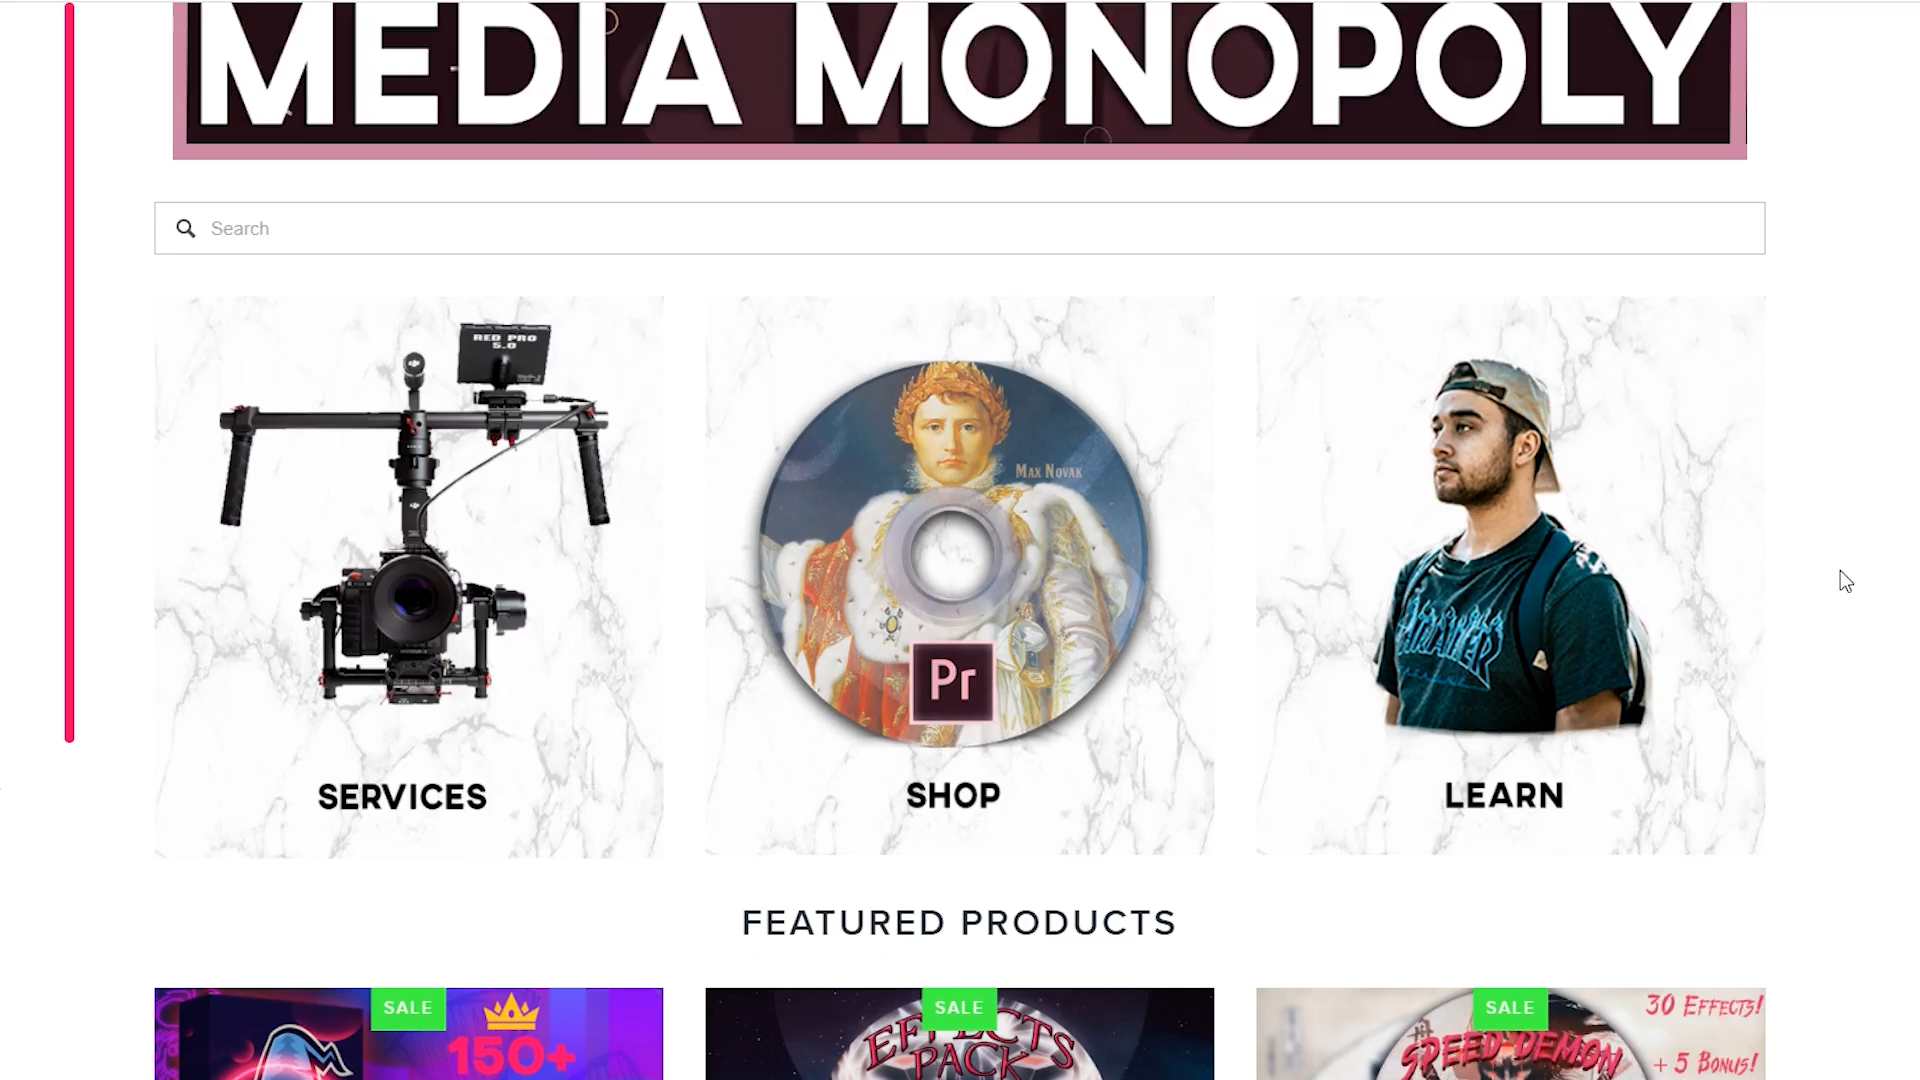 MEDIA MONOPOLY
Search
RED PRO
5.0
MAX NOVAK
Pr
THRASHER
SERVICES
SHOP
LEARN
FEATURED PRODUCTS
SALE
150+
SALE
EFFECTS
PACK
SALE
30 EFFECTS!
SPEED DEMON
+ 5 BONUS!